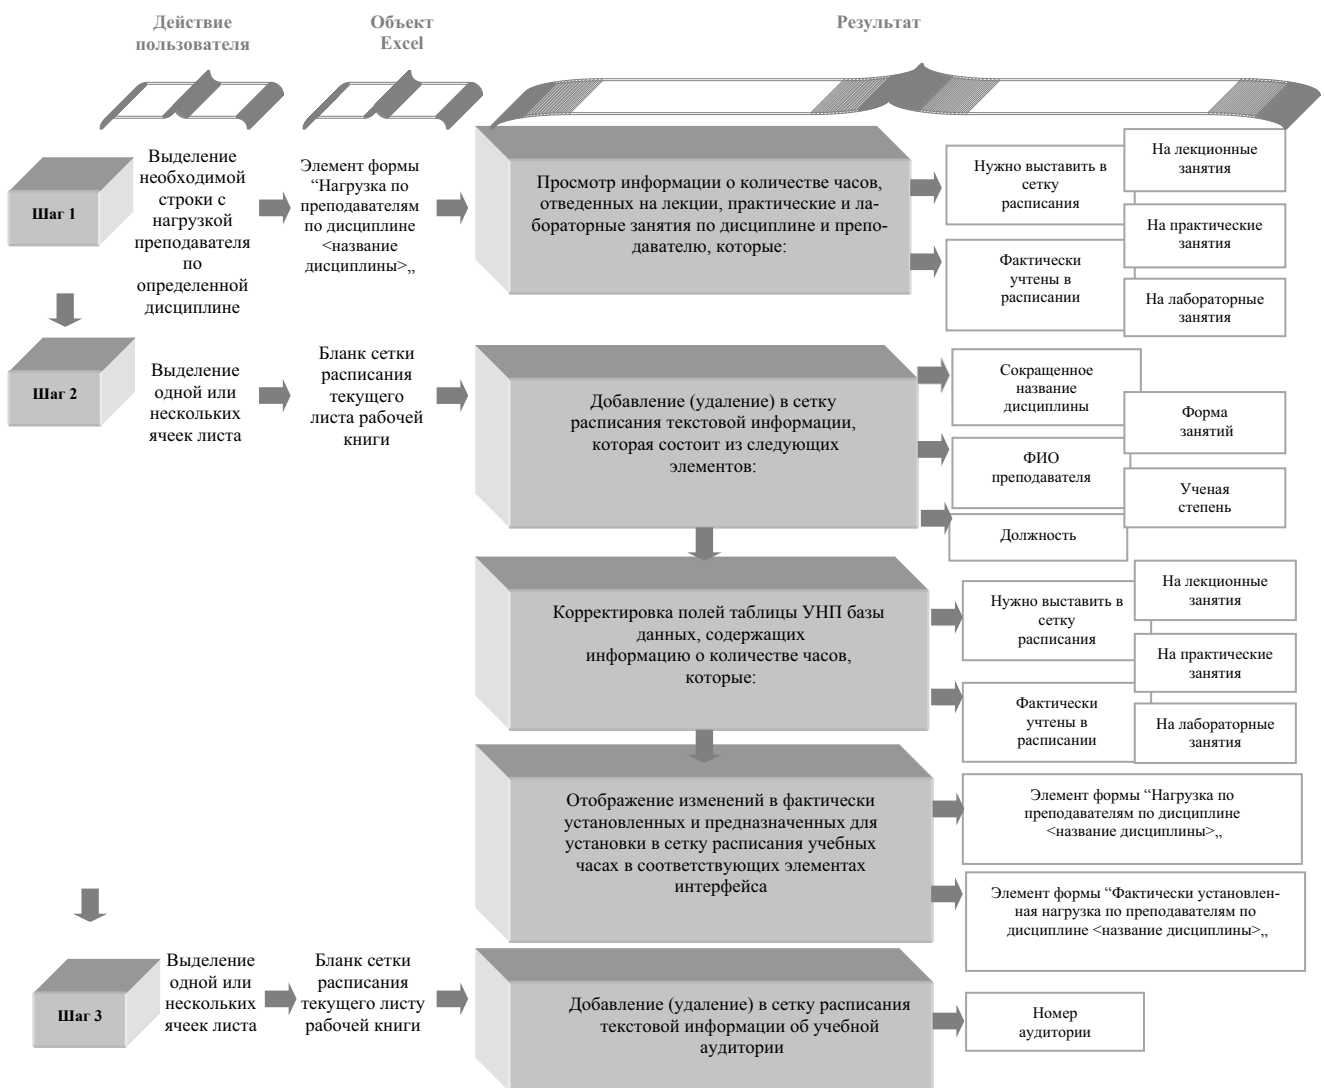 Действие
пользователя
Объект
Excel
Результат
Шаг 1
Выделение
необходимой
строки с
нагрузкой
преподавателя
по
определенной
дисциплине
Элемент формы
“Нагрузка по
преподавателям
по дисциплине
<название
дисциплины>„
Просмотр информации о количестве часов,
отведенных на лекции, практические и ла-
бораторные занятия по дисциплине и препо-
давателю, которые:
Нужно выставить в
сетку
расписания
Фактически
учтены в
расписании
На лекционные
занятия
На практические
занятия
На лабораторные
занятия
Шаг 2
Выделение
одной или
нескольких
ячеек листа
Бланк сетки
расписания
текущего
листа рабочей
книги
Добавление (удаление) в сетку
расписания текстовой информации,
которая состоит из следующих
элементов:
Сокращенное
название
дисциплины
ФИО
преподавателя
Должность
Форма
занятий
Ученая
степень
Корректировка полей таблицы УНП базы
данных, содержащих
информацию о количестве часов,
которые:
Нужно выставить в
сетку
расписания
Фактически
учтены в
расписании
На лекционные
занятия
На практические
занятия
На лабораторные
занятия
Отображение изменений в фактически
установленных и предназначенных для
установки в сетку расписания учебных
часах в соответствующих элементах
интерфейса
Элемент формы “Нагрузка по
преподавателям по дисциплине
<название дисциплины>„
Элемент формы “Фактически установлен-
ная нагрузка по преподавателям по
дисциплине <название дисциплины>„
Шаг 3
Выделение
одной или
нескольких
ячеек листа
Бланк сетки
расписания
текущего листу
рабочей книги
Добавление (удаление) в сетку расписания
текстовой информации об учебной
аудитории
Номер
аудитории